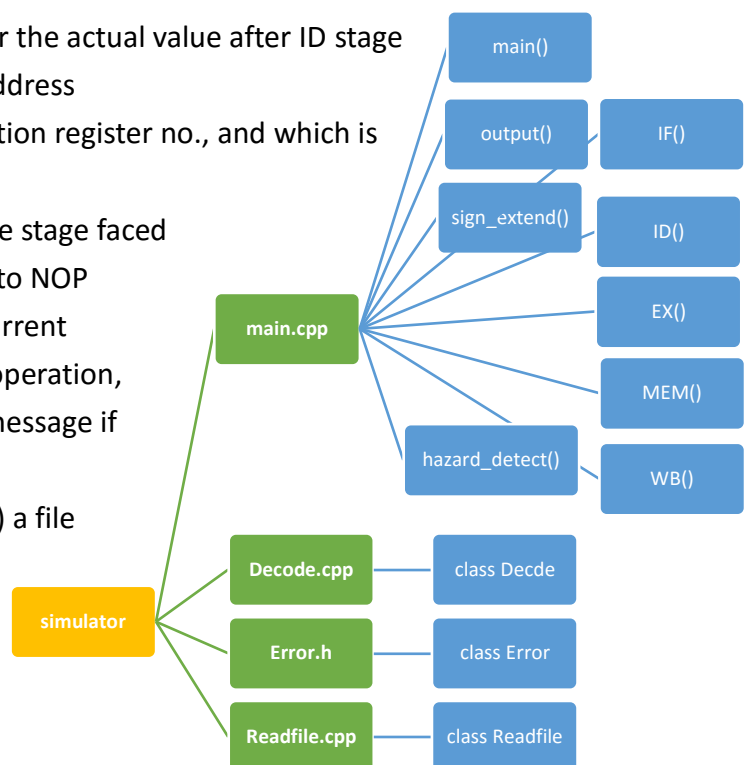 r the actual value after ID stage
ddress
tion register no., and which is
e stage faced
to NOP
urrent
operation,
message if
) a file
main()
output()
IF()
sign_extend()
ID()
main.cpp
EX()
MEM()
hazard_detect()
WB()
Decode.cpp
class Decde
simulator
Error.h
class Error
Readfile.cpp
class Readfile